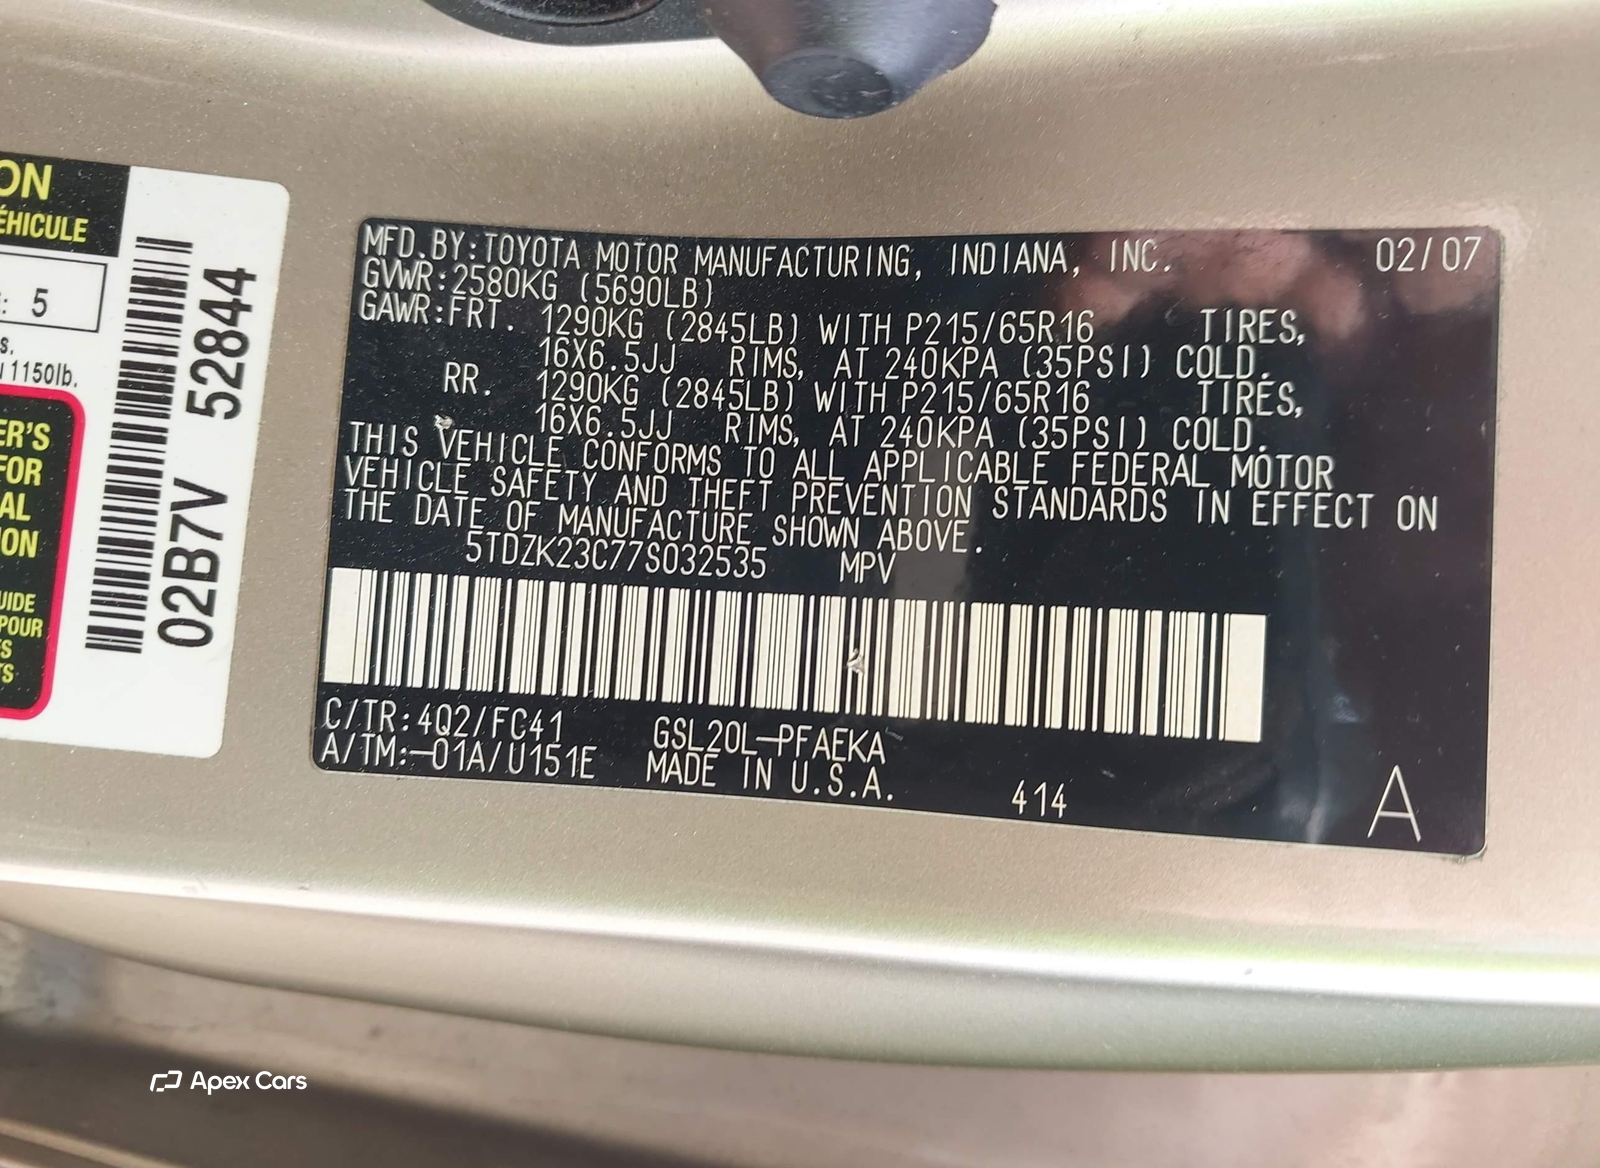 ON
ÉHICULE
: 5
s.
1150lb.
ER'S
FOR
AL
ION
UIDE
POUR
ES
TS
02B7V 52844
MFD.BY:TOYOTA MOTOR MANUFACTURING, INDIANA, INC. 02/07
GVWR:2580KG (5690LB)
GAWR:FRT. 1290KG (2845LB) WITH P215/65R16 TIRES,
16X6.5JJ RIMS, AT 240KPA (35PSI) COLD.
RR. 1290KG (2845LB) WITH P215/65R16 TIRES,
16X6.5JJ RIMS, AT 240KPA (35PSI) COLD.
THIS VEHICLE CONFORMS TO ALL APPLICABLE FEDERAL MOTOR
VEHICLE SAFETY AND THEFT PREVENTION STANDARDS IN EFFECT ON
THE DATE OF MANUFACTURE SHOWN ABOVE.
5TDZK23C77S032535 MPV
C/TR:4Q2/FC41 GSL20L-PFAEKA
A/TM:-01A/U151E MADE IN U.S.A. 414 A
Apex Cars